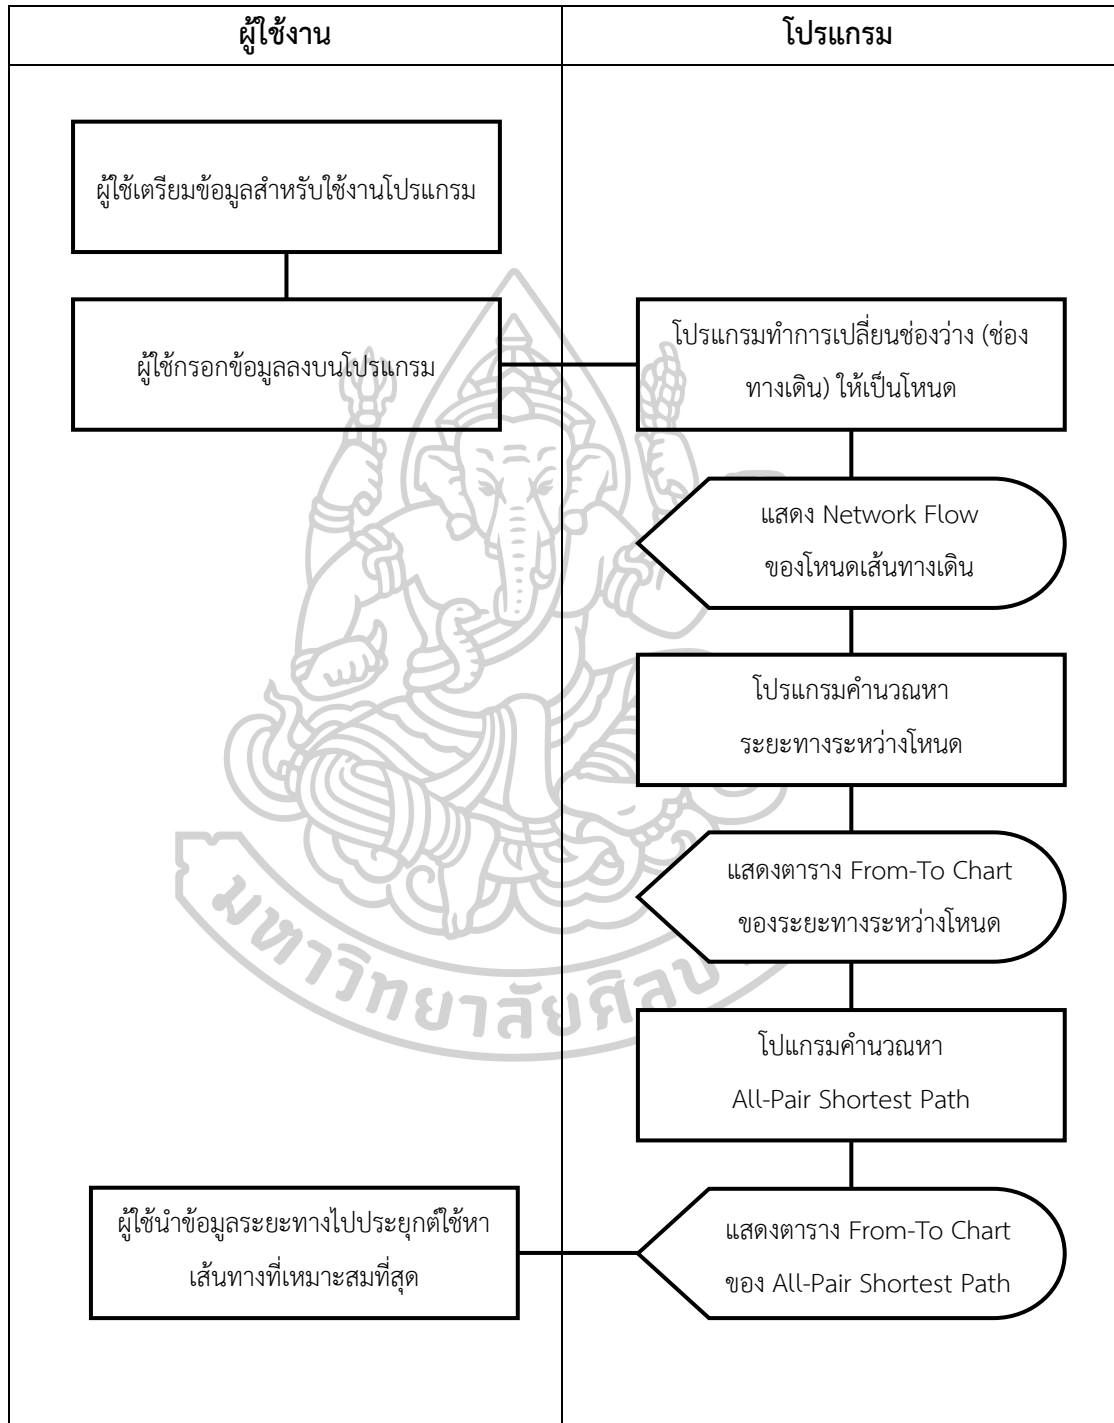 ผู้ใช้งาน
โปรแกรม
ผู้ใช้เตรียมข้อมูลสำหรับใช้งานโปรแกรม
ผู้ใช้กรอกข้อมูลลงบนโปรแกรม
โปรแกรมทำการเปลี่ยนช่องว่าง (ช่อง
ทางเดิน) ให้เป็นโหนด
แสดง Network Flow
ของโหนดเส้นทางเดิน
โปรแกรมคำนวณหา
ระยะทางระหว่างโหนด
แสดงตาราง From-To Chart
ของระยะทางระหว่างโหนด
โปแกรมคำนวณหา
All-Pair Shortest Path
ผู้ใช้นำข้อมูลระยะทางไปประยุกต์ใช้หา
เส้นทางที่เหมาะสมที่สุด
แสดงตาราง From-To Chart
ของ All-Pair Shortest Path
มหาวิทยาลัยศิลป